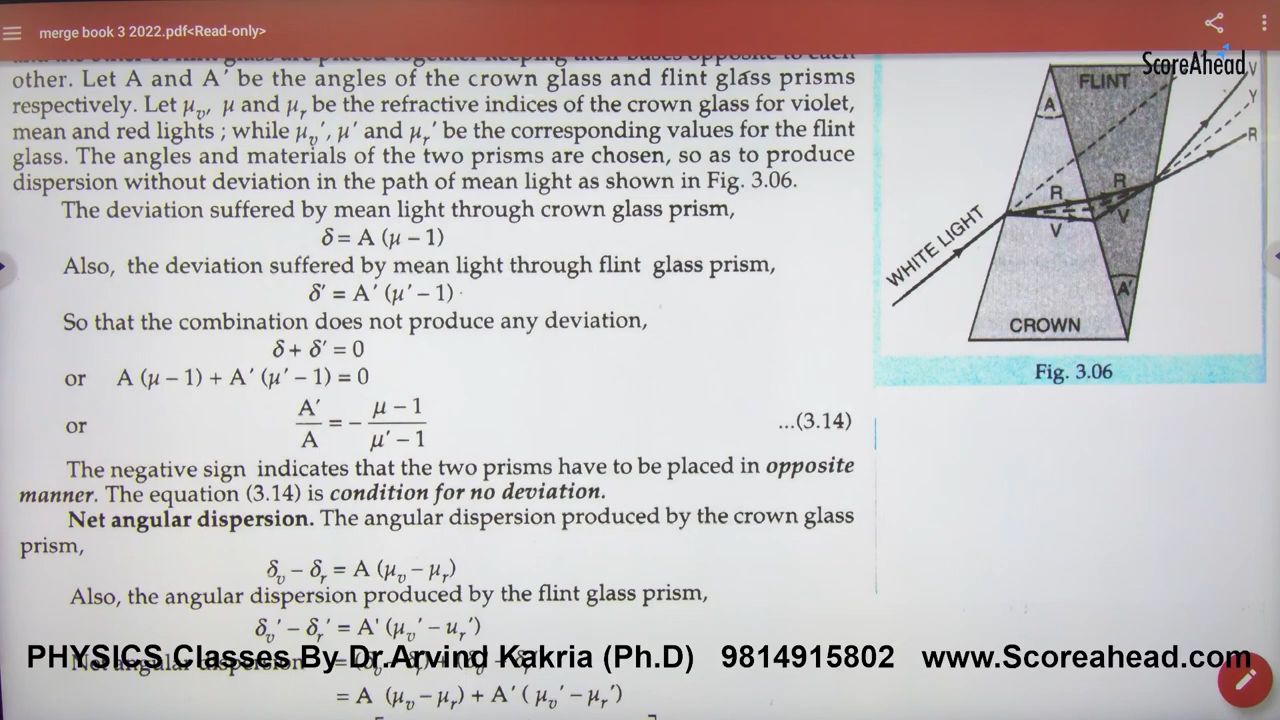 merge book 3 2022.pdf<Read-only>
ScoreAhead
other. Let A and A′ be the angles of the crown glass and flint glass prisms
respectively. Let μᵥ, μ and μᵣ be the refractive indices of the crown glass for violet,
mean and red lights ; while μᵥ′, μ′ and μᵣ′ be the corresponding values for the flint
glass. The angles and materials of the two prisms are chosen, so as to produce
dispersion without deviation in the path of mean light as shown in Fig. 3.06.
The deviation suffered by mean light through crown glass prism,
δ = A (μ − 1)
Also, the deviation suffered by mean light through flint glass prism,
δ′ = A′ (μ′ − 1)
So that the combination does not produce any deviation,
δ + δ′ = 0
or A (μ − 1) + A′ (μ′ − 1) = 0
or A′/A = − (μ − 1)/(μ′ − 1) ...(3.14)
The negative sign indicates that the two prisms have to be placed in opposite
manner. The equation (3.14) is condition for no deviation.
Net angular dispersion. The angular dispersion produced by the crown glass
prism,
δᵥ − δᵣ = A (μᵥ − μᵣ)
Also, the angular dispersion produced by the flint glass prism,
δᵥ′ − δᵣ′ = A′ (μᵥ′ − uᵣ′)
Net angular dispersion
= A (μᵥ − μᵣ) + A′ ( μᵥ′ − μᵣ′)
FLINT
A
V
Y
R
R
R
V
V
WHITE LIGHT
A′
CROWN
Fig. 3.06
PHYSICS Classes By Dr.Arvind Kakria (Ph.D) 9814915802 www.Scoreahead.com